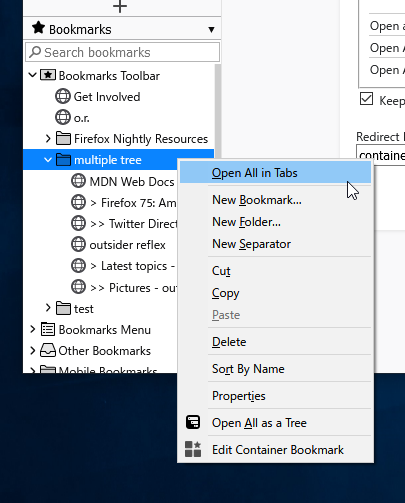 Bookmarks
Search bookmarks
Bookmarks Toolbar
Get Involved
o.r.
Firefox Nightly Resources
multiple tree
MDN Web Docs
> Firefox 75: Am
>> Twitter Direct
outsider reflex
> Latest topics -
>> Pictures - out
test
Bookmarks Menu
Other Bookmarks
Mobile Bookmarks
Open All in Tabs
New Bookmark...
New Folder...
New Separator
Cut
Copy
Paste
Delete
Sort By Name
Properties
Open All as a Tree
Edit Container Bookmark
Open a
Open A
Open A
Keep
Redirect
containe